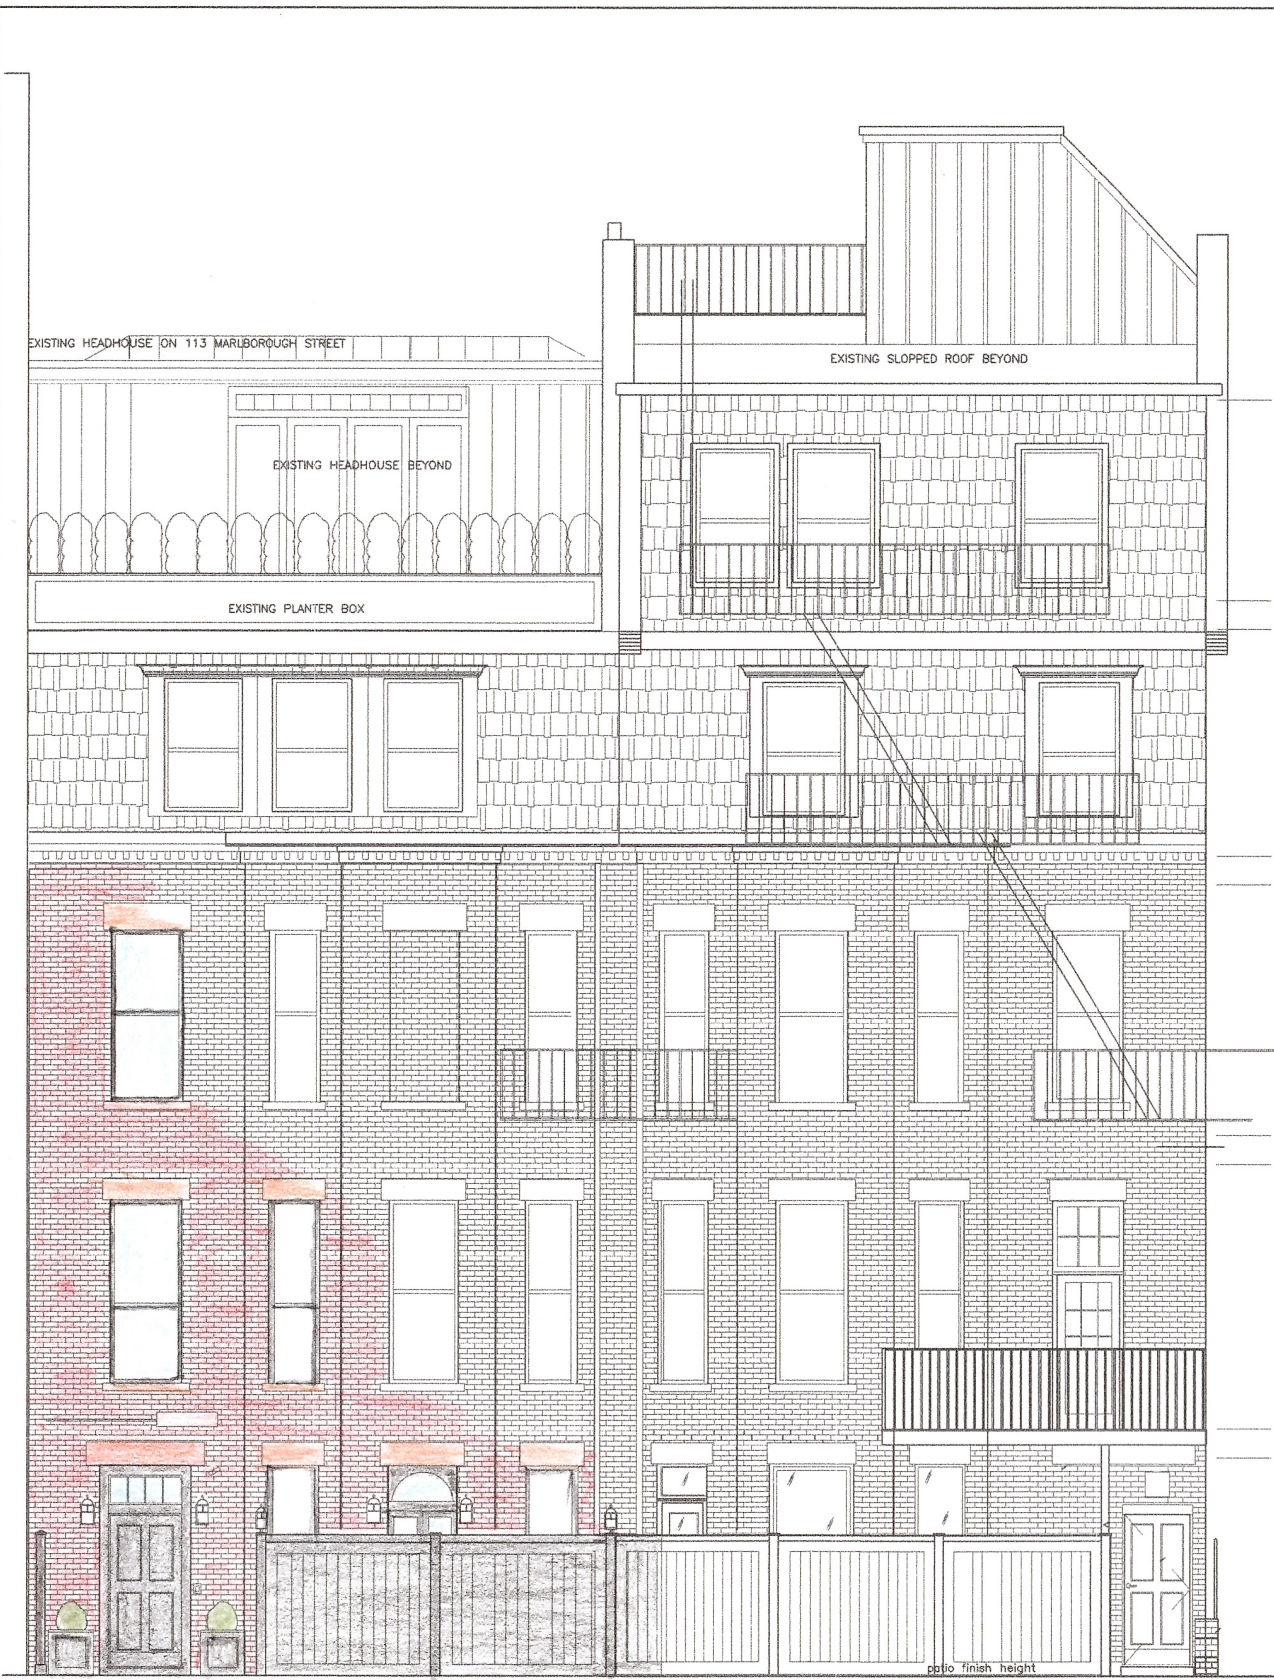 EXISTING HEADHOUSE ON 113 MARLBOROUGH STREET
EXISTING SLOPPED ROOF BEYOND
EXISTING HEADHOUSE BEYOND
EXISTING PLANTER BOX
patio finish height